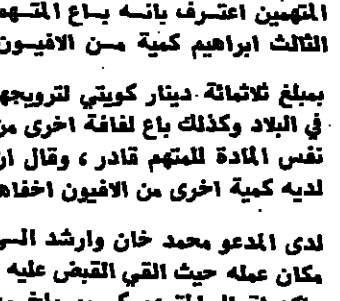 المتهمين اعترف بأنه باع المتهم
الثالث ابراهيم كمية من الافيون
بمبلغ ثلاثمائة دينار كويتي لترويجها
في البلاد وكذلك باع لفافة اخرى من
نفس المادة للمتهم قادر ، وقال ان
لديه كمية اخرى من الافيون اخفاها
لدى المدعو محمد خان وارشد السى
مكان عمله حيث القي القبض عليه